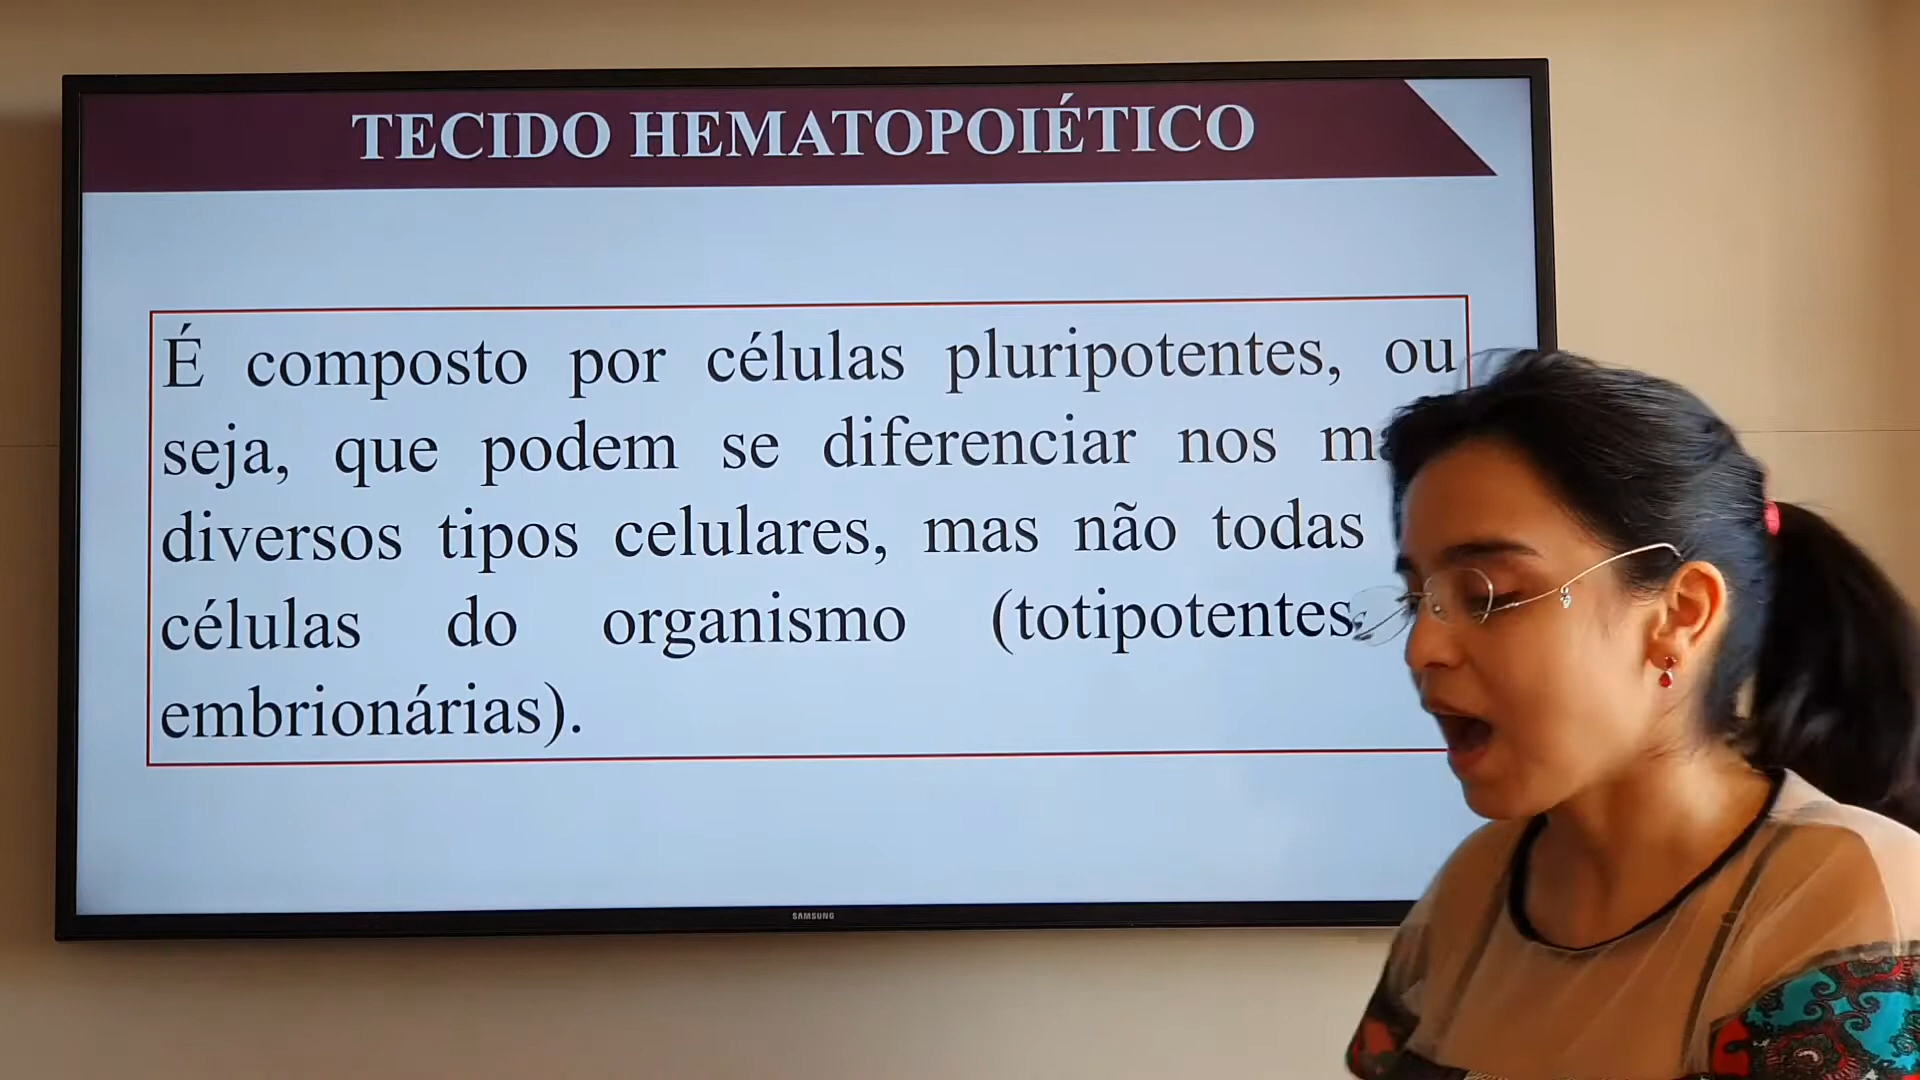 TECIDO HEMATOPOIÉTICO
É composto por células pluripotentes, ou
seja, que podem se diferenciar nos
diversos tipos celulares, mas não todas
células do organismo (totipotentes
embrionárias).
SAMSUNG